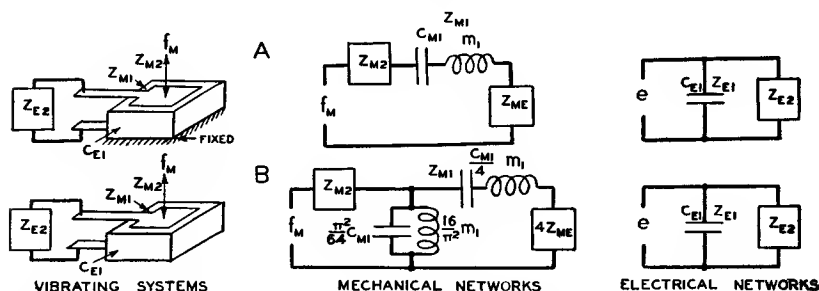 A
Z_E2
Z_M1
Z_M2
f_M
C_E1
FIXED
f_M
Z_M2
C_M1
Z_M1
m_1
Z_ME
e
C_E1
Z_E1
Z_E2
B
Z_E2
Z_M1
Z_M2
f_M
C_E1
f_M
Z_M2
Z_M1
C_M1/4
m_1
π²/64 C_M1
16/π² m_1
4Z_ME
e
C_E1
Z_E1
Z_E2
VIBRATING SYSTEMS
MECHANICAL NETWORKS
ELECTRICAL NETWORKS